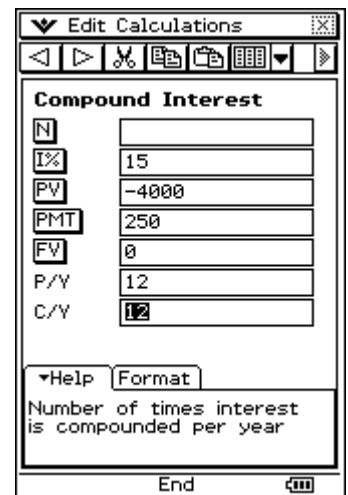 Edit Calculations
Compound Interest
N
I% 15
PV -4000
PMT 250
FV 0
P/Y 12
C/Y 12
Help Format
Number of times interest
is compounded per year
End